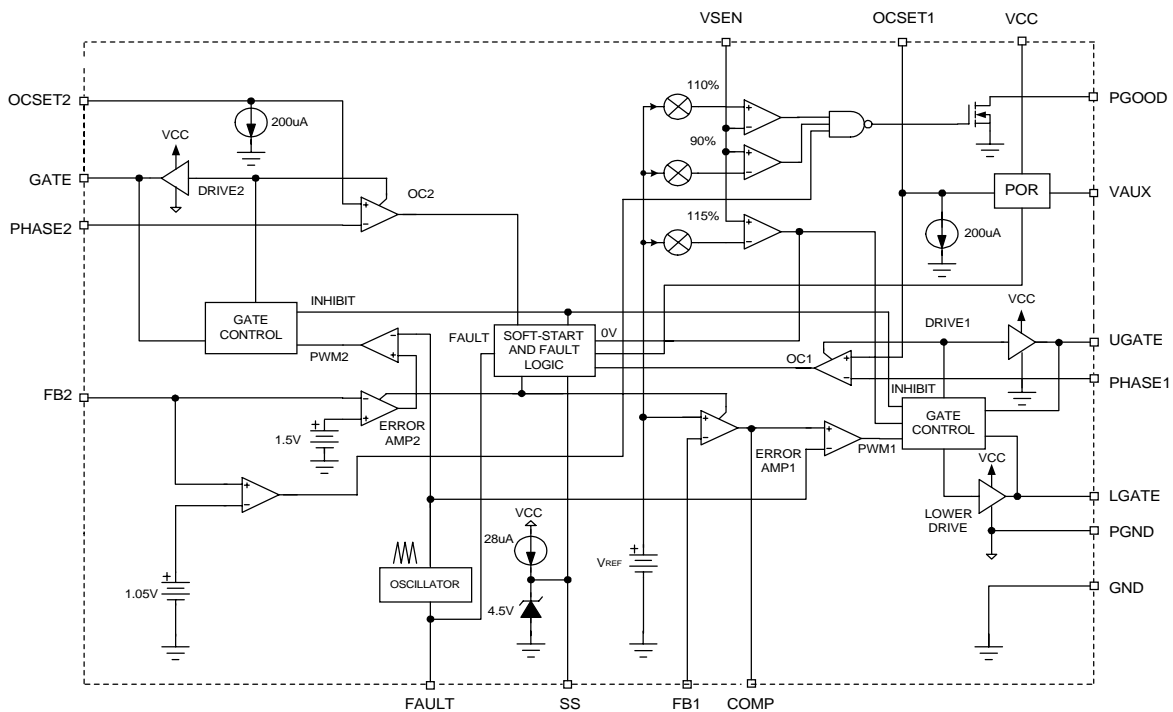 VSEN
OCSET1
VCC
OCSET2
200uA
110%
PGOOD
VCC
90%
GATE
DRIVE2
OC2
POR
VAUX
PHASE2
115%
200uA
INHIBIT
VCC
GATE
CONTROL
FAULT
SOFT-START
AND FAULT
LOGIC
0V
DRIVE1
UGATE
PWM2
OC1
PHASE1
INHIBIT
FB2
GATE
CONTROL
1.5V
ERROR
AMP2
ERROR
AMP1
PWM1
VCC
LGATE
LOWER
DRIVE
VCC
28uA
PGND
VREF
OSCILLATOR
1.05V
4.5V
GND
FAULT
SS
FB1
COMP